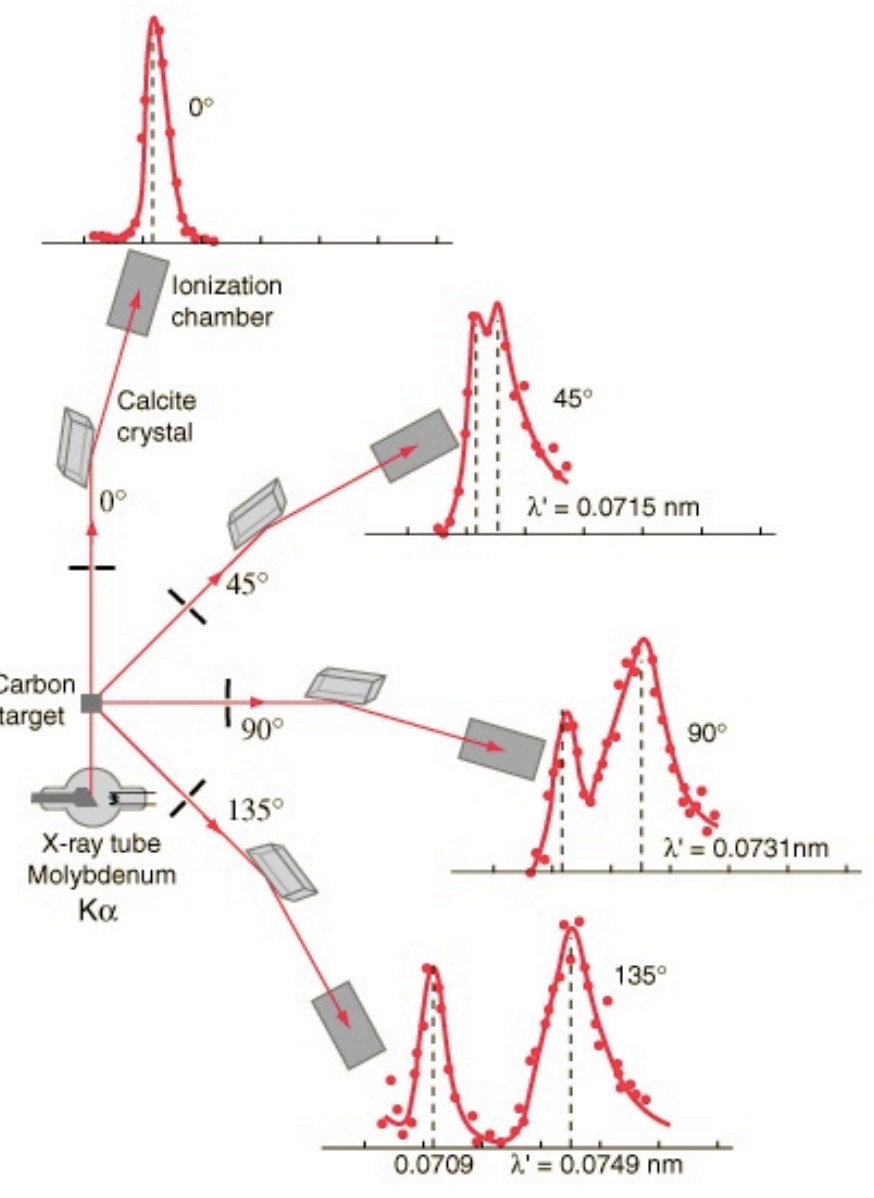 0°
Ionization
chamber
Calcite
crystal
0°
45°
λ' = 0.0715 nm
45°
Carbon
target
90°
90°
λ' = 0.0731nm
135°
X-ray tube
Molybdenum
Kα
135°
0.0709
λ' = 0.0749 nm